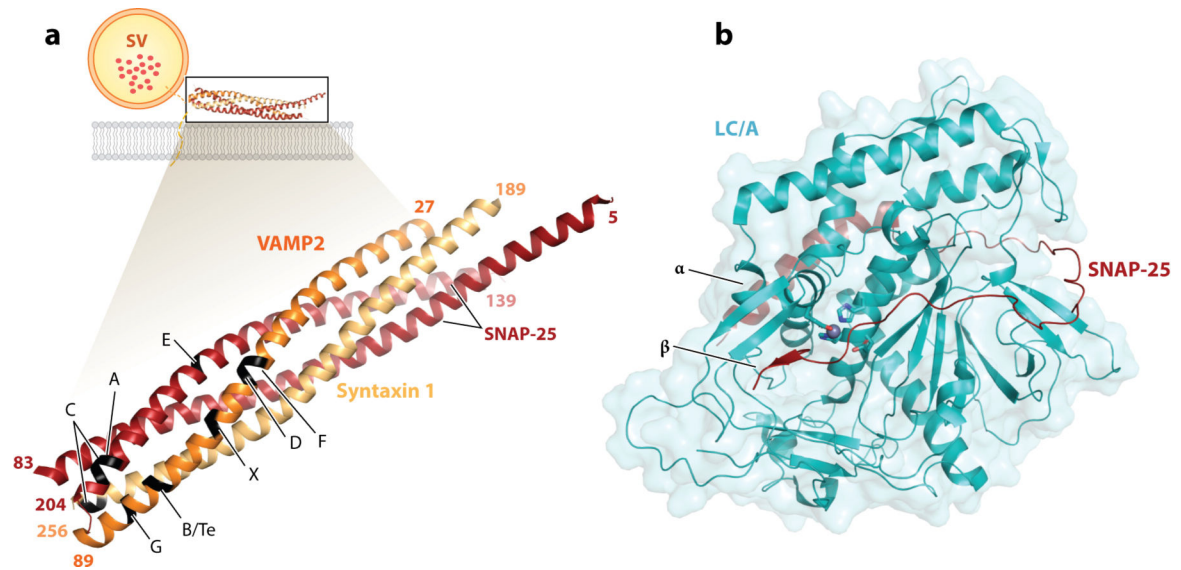 a
SV
189
27
5
VAMP2
139
SNAP-25
E
Syntaxin 1
A
C
F
D
X
83
204
256
89
G
B/Te
b
LC/A
SNAP-25
α
β